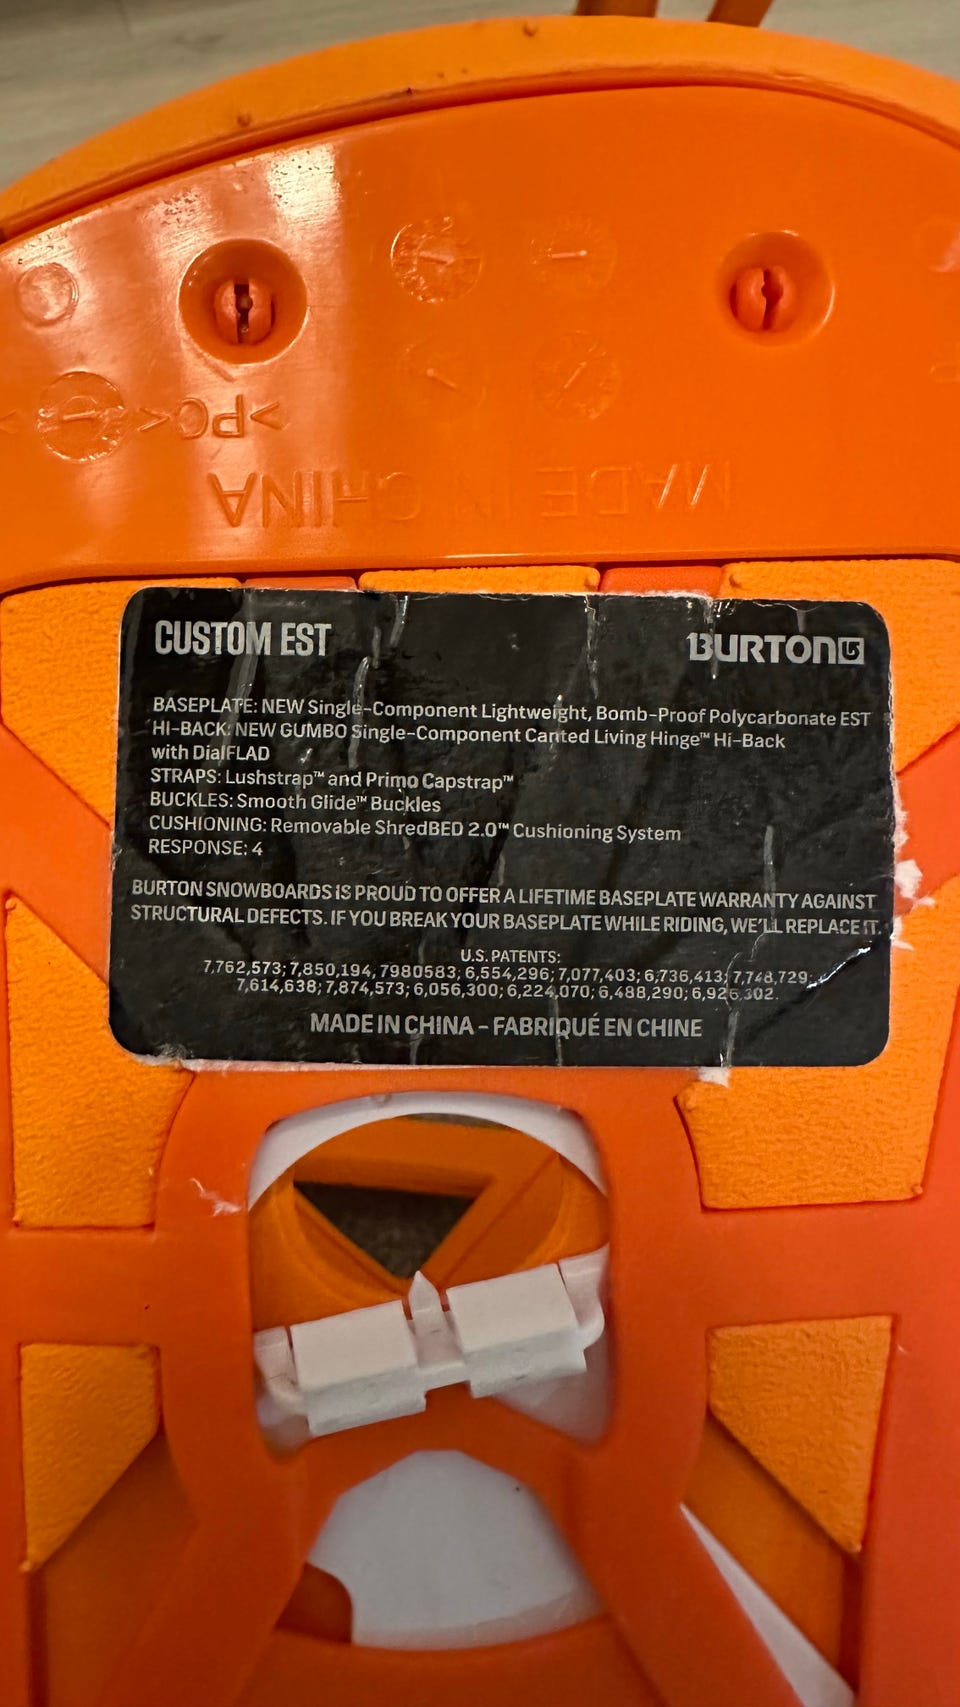 >PC<
MADE IN CHINA
CUSTOM EST
BURTON
BASEPLATE: NEW Single-Component Lightweight, Bomb-Proof Polycarbonate EST
HI-BACK: NEW GUMBO Single-Component Canted Living Hinge™ Hi-Back
with DialFLAD
STRAPS: Lushstrap™ and Primo Capstrap™
BUCKLES: Smooth Glide™ Buckles
CUSHIONING: Removable ShredBED 2.0™ Cushioning System
RESPONSE: 4
BURTON SNOWBOARDS IS PROUD TO OFFER A LIFETIME BASEPLATE WARRANTY AGAINST
STRUCTURAL DEFECTS. IF YOU BREAK YOUR BASEPLATE WHILE RIDING, WE'LL REPLACE IT.
U.S. PATENTS:
7,762,573; 7,850,194, 7980583; 6,554,296; 7,077,403; 6,736,413; 7,748,729;
7,614,638; 7,874,573; 6,056,300; 6,224,070; 6,488,290; 6,926,302.
MADE IN CHINA – FABRIQUÉ EN CHINE